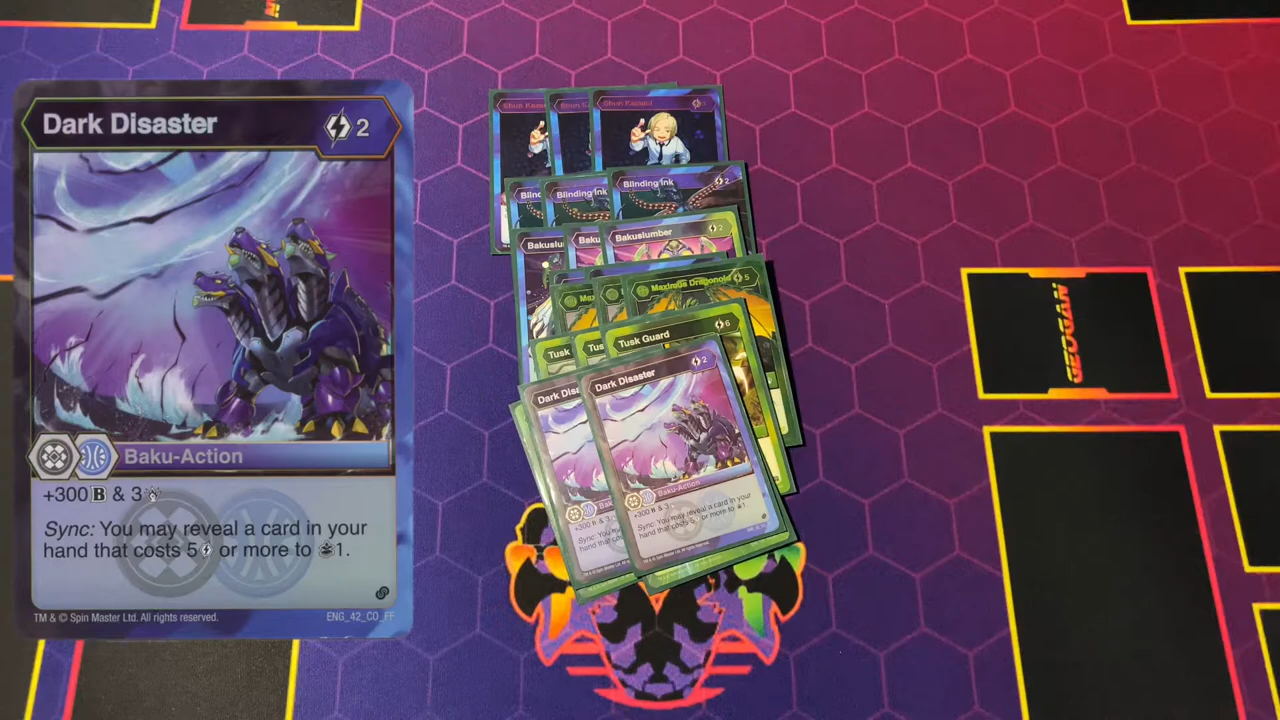 Dark Disaster
2
Baku-Action
+300 B & 3
Sync: You may reveal a card in your
hand that costs 5 or more to 1.
TM & © Spin Master Ltd. All rights reserved.
ENG_42_CO_FF
Shun Kazami
Blinding Ink
Blinding Ink
2
Bakuslumber
2
Maxodus Dragonoid
5
Tusk
Tusk
Tusk Guard
6
Dark Disaster
2
Baku-Action
+300 B & 3
Sync: You may reveal a card in your
hand that costs 5 or more to 1.
GEOGAN